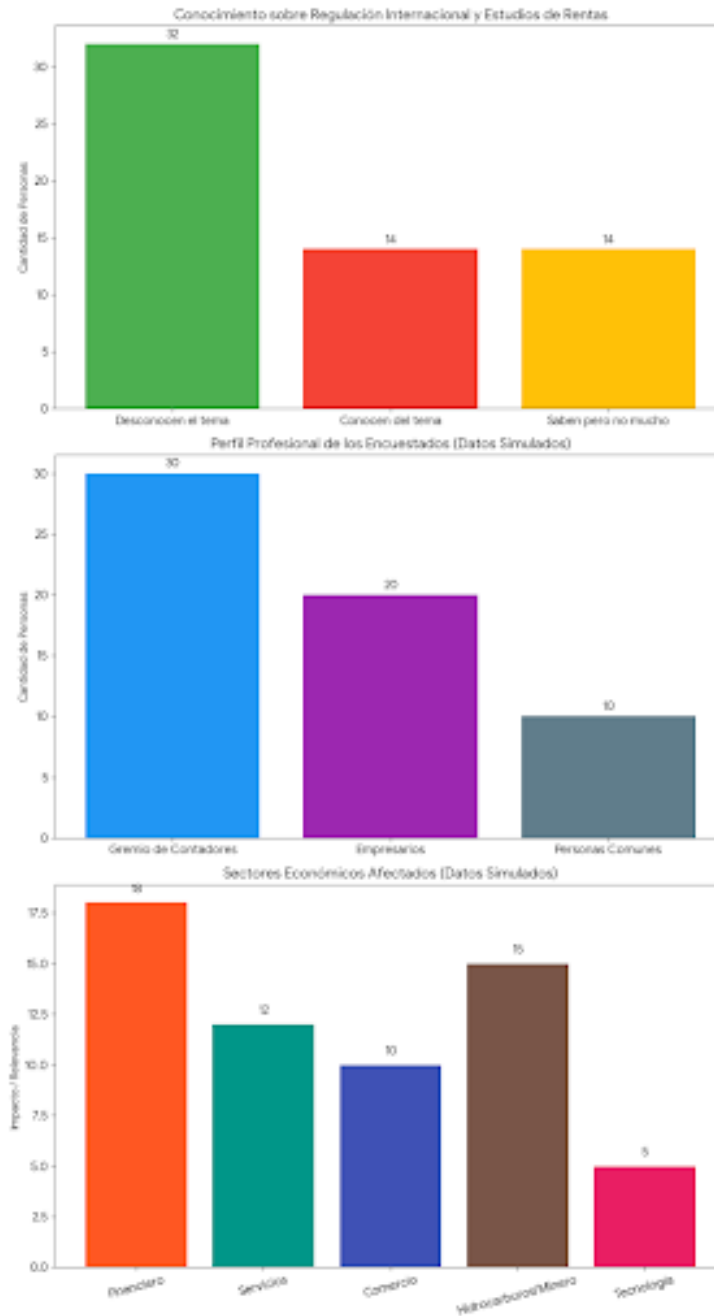 Conocimiento sobre Regulación Internacional y Estudios de Rentas
32
30
25
20
15
10
5
0
Cantidad de Personas
14
14
Desconocen el tema
Conocen del tema
Saben pero no mucho
Perfil Profesional de los Encuestados (Datos Simulados)
30
30
25
20
15
10
5
0
Cantidad de Personas
20
10
Gremio de Contadores
Empresarios
Personas Comunes
Sectores Económicos Afectados (Datos Simulados)
18
17.5
15.0
12.5
10.0
7.5
5.0
2.5
0.0
Impacto / Relevancia
12
10
15
5
Financiero
Servicios
Comercio
Hidrocarburos/Minero
Tecnología